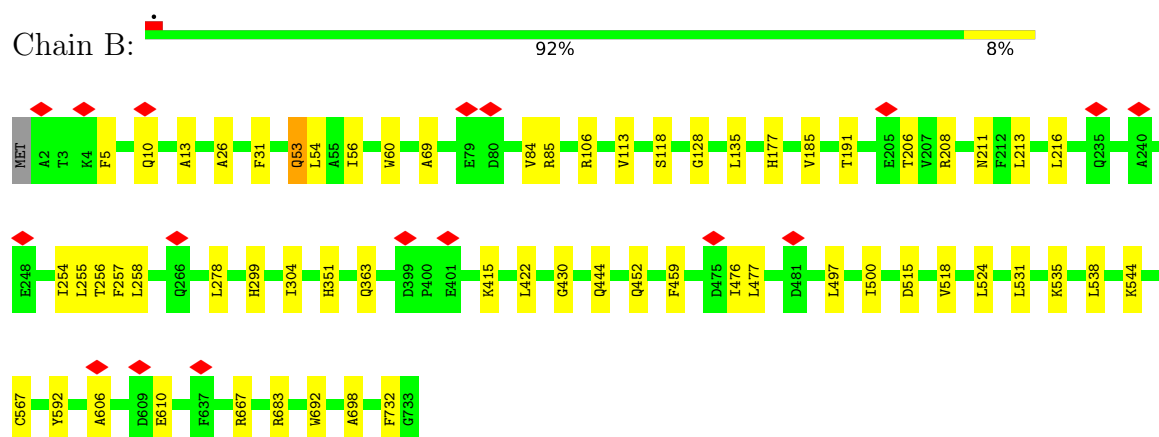 Chain B:
92% 8%
MET A2 T3 K4 F5 Q10 A13 A26 F31 Q53 L54 A55 I56 W60 A69 E79 D80 V84 R85 R106 V113 S118 G128 L135 H177 V185 T191 E205 T206 V207 R208 N211 F212 L213 L216 Q235 A240
E248 I254 L255 T256 F257 L258 Q266 L278 H299 I304 H351 Q363 D399 P400 E401 K415 L422 G430 Q444 Q452 F459 D475 I476 L477 D481 L497 I500 D515 V518 L524 L531 K535 L538 K544
C567 Y592 A606 D609 E610 F637 R667 R683 W692 A698 F732 G733